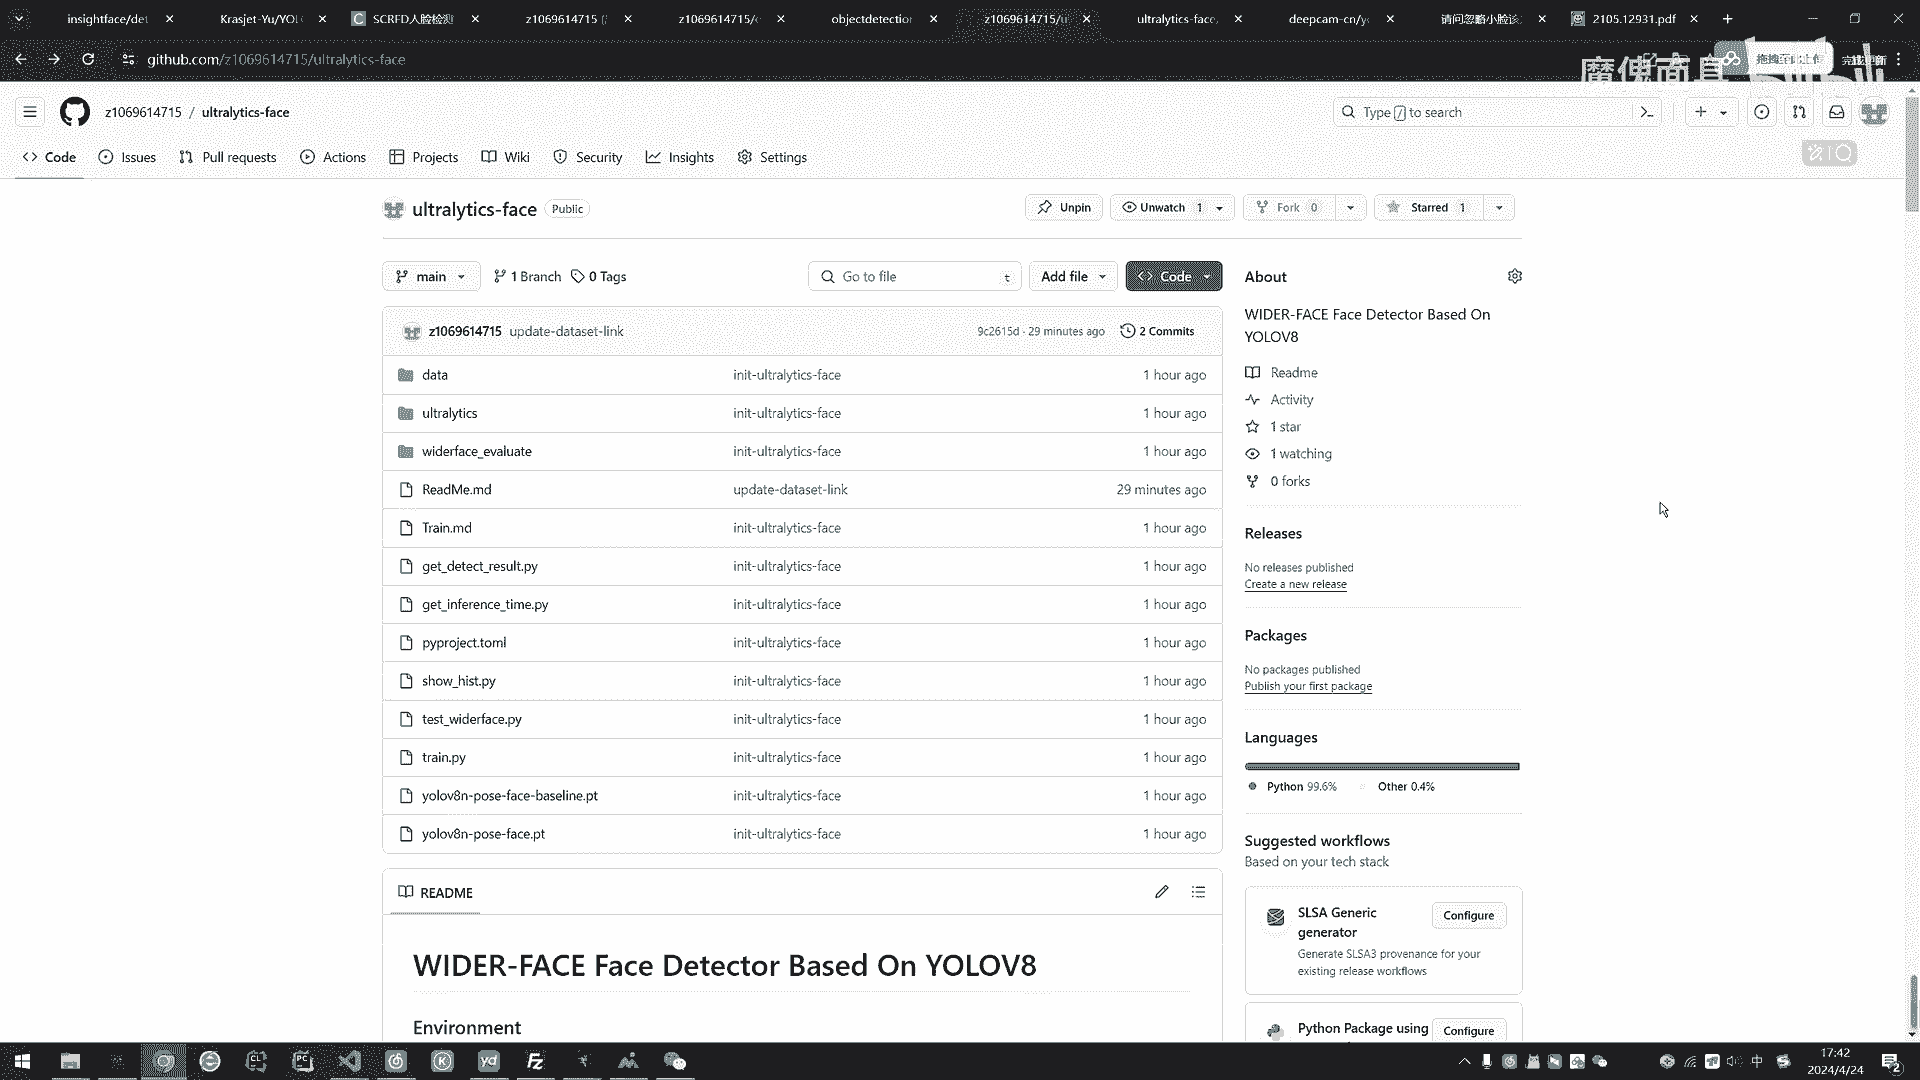 insightface/det
Krasjet-Yu/YOL
SCRFD人脸检测
z1069614715 (
z1069614715/
objectdetection
z1069614715/u
ultralytics-face
deepcam-cn/y
请问忽略小脸该
2105.12931.pdf
github.com/z1069614715/ultralytics-face
魔傀面具
拖拽至此上传
z1069614715 / ultralytics-face
Type / to search
Code
Issues
Pull requests
Actions
Projects
Wiki
Security
Insights
Settings
ultralytics-face Public
Unpin
Unwatch 1
Fork 0
Starred 1
main
1 Branch
0 Tags
Go to file t
Add file
Code
z1069614715 update-dataset-link 9c2615d · 29 minutes ago 2 Commits
data init-ultralytics-face 1 hour ago
ultralytics init-ultralytics-face 1 hour ago
widerface_evaluate init-ultralytics-face 1 hour ago
ReadMe.md update-dataset-link 29 minutes ago
Train.md init-ultralytics-face 1 hour ago
get_detect_result.py init-ultralytics-face 1 hour ago
get_inference_time.py init-ultralytics-face 1 hour ago
pyproject.toml init-ultralytics-face 1 hour ago
show_hist.py init-ultralytics-face 1 hour ago
test_widerface.py init-ultralytics-face 1 hour ago
train.py init-ultralytics-face 1 hour ago
yolov8n-pose-face-baseline.pt init-ultralytics-face 1 hour ago
yolov8n-pose-face.pt init-ultralytics-face 1 hour ago
README
WIDER-FACE Face Detector Based On YOLOV8
Environment
About
WIDER-FACE Face Detector Based On
YOLOV8
Readme
Activity
1 star
1 watching
0 forks
Releases
No releases published
Create a new release
Packages
No packages published
Publish your first package
Languages
Python 99.6%
Other 0.4%
Suggested workflows
Based on your tech stack
SLSA Generic
generator
Configure
Generate SLSA3 provenance for your
existing release workflows
Python Package using
Configure
中
17:42
2024/4/24